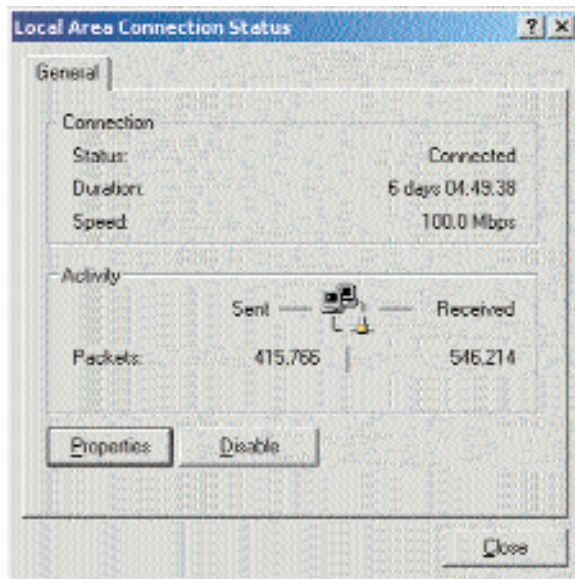 Local Area Connection Status
General
Connection
Status: Connected
Duration: 6 days 04.49.38
Speed: 100.0 Mbps
Activity
Sent Received
Packets: 415.766 546.214
Properties Disable
Close